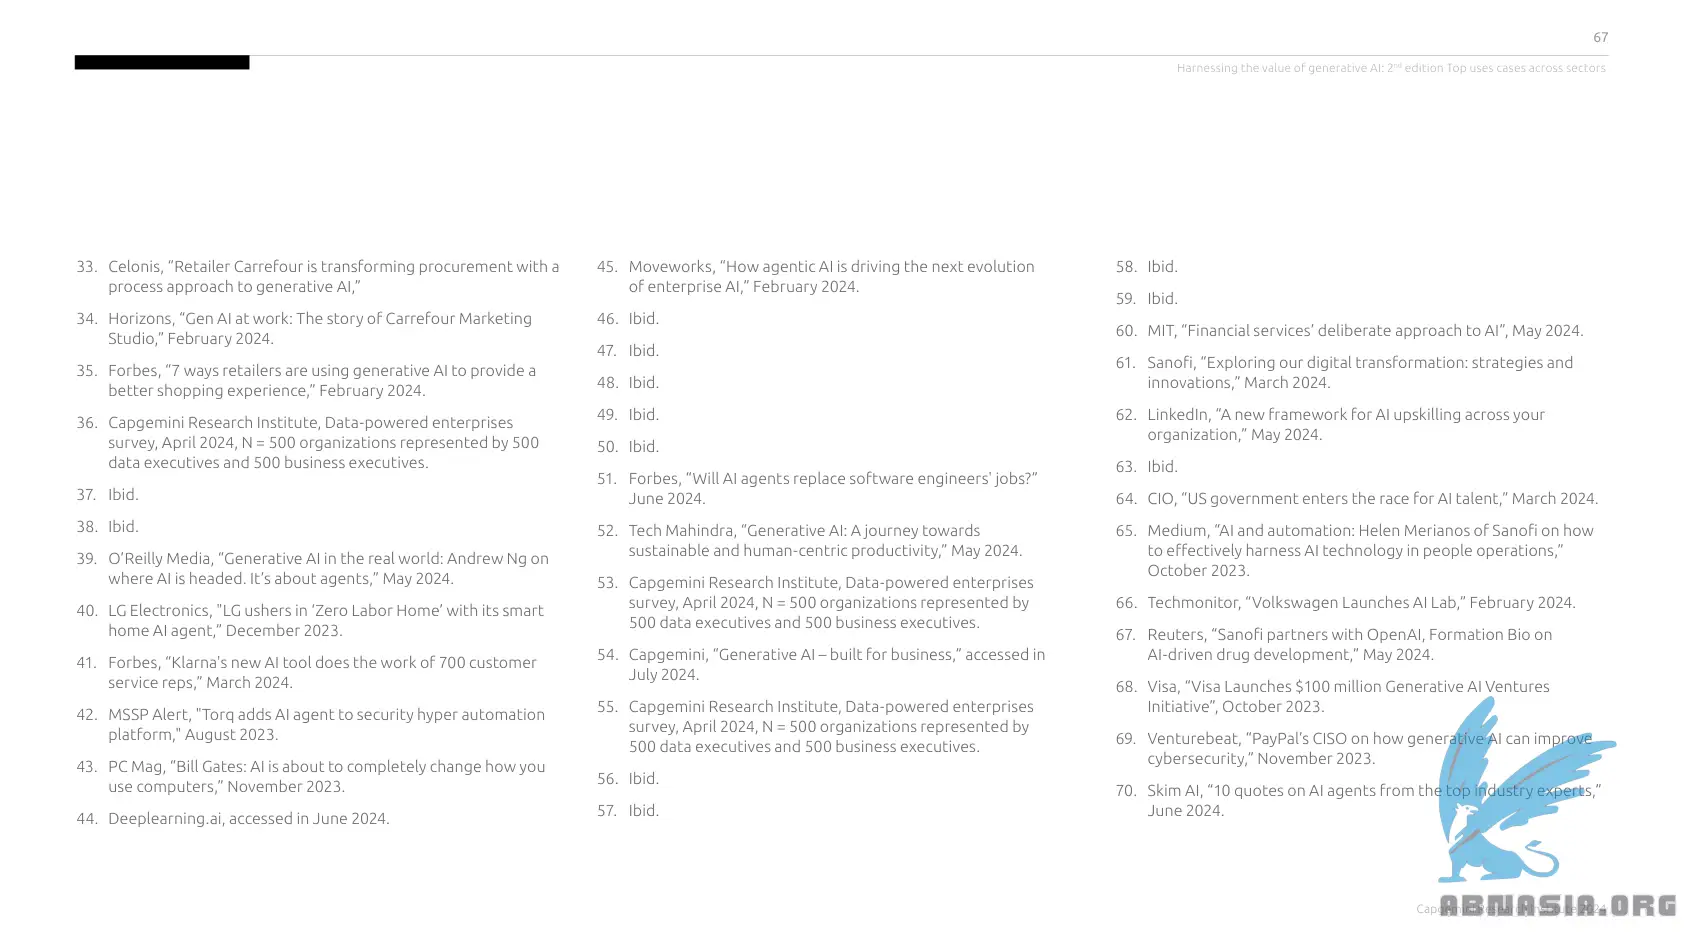 67
Harnessing the value of generative AI: 2nd edition Top uses cases across sectors
33. Celonis, “Retailer Carrefour is transforming procurement with a
process approach to generative AI,”
34. Horizons, “Gen AI at work: The story of Carrefour Marketing
Studio,” February 2024.
35. Forbes, “7 ways retailers are using generative AI to provide a
better shopping experience,” February 2024.
36. Capgemini Research Institute, Data-powered enterprises
survey, April 2024, N = 500 organizations represented by 500
data executives and 500 business executives.
37. Ibid.
38. Ibid.
39. O’Reilly Media, “Generative AI in the real world: Andrew Ng on
where AI is headed. It’s about agents,” May 2024.
40. LG Electronics, "LG ushers in ‘Zero Labor Home’ with its smart
home AI agent,” December 2023.
41. Forbes, “Klarna’s new AI tool does the work of 700 customer
service reps,” March 2024.
42. MSSP Alert, "Torq adds AI agent to security hyper automation
platform," August 2023.
43. PC Mag, “Bill Gates: AI is about to completely change how you
use computers,” November 2023.
44. Deeplearning.ai, accessed in June 2024.
45. Moveworks, “How agentic AI is driving the next evolution
of enterprise AI,” February 2024.
46. Ibid.
47. Ibid.
48. Ibid.
49. Ibid.
50. Ibid.
51. Forbes, “Will AI agents replace software engineers' jobs?”
June 2024.
52. Tech Mahindra, “Generative AI: A journey towards
sustainable and human-centric productivity,” May 2024.
53. Capgemini Research Institute, Data-powered enterprises
survey, April 2024, N = 500 organizations represented by
500 data executives and 500 business executives.
54. Capgemini, “Generative AI – built for business,” accessed in
July 2024.
55. Capgemini Research Institute, Data-powered enterprises
survey, April 2024, N = 500 organizations represented by
500 data executives and 500 business executives.
56. Ibid.
57. Ibid.
58. Ibid.
59. Ibid.
60. MIT, “Financial services’ deliberate approach to AI”, May 2024.
61. Sanofi, “Exploring our digital transformation: strategies and
innovations,” March 2024.
62. LinkedIn, “A new framework for AI upskilling across your
organization,” May 2024.
63. Ibid.
64. CIO, “US government enters the race for AI talent,” March 2024.
65. Medium, “AI and automation: Helen Merianos of Sanofi on how
to effectively harness AI technology in people operations,”
October 2023.
66. Techmonitor, “Volkswagen Launches AI Lab,” February 2024.
67. Reuters, “Sanofi partners with OpenAI, Formation Bio on
AI-driven drug development,” May 2024.
68. Visa, “Visa Launches $100 million Generative AI Ventures
Initiative”, October 2023.
69. Venturebeat, “PayPal’s CISO on how generative AI can improve
cybersecurity,” November 2023.
70. Skim AI, “10 quotes on AI agents from the top industry experts,”
June 2024.
Capgemini Research Institute 2024
ABNASIA.ORG